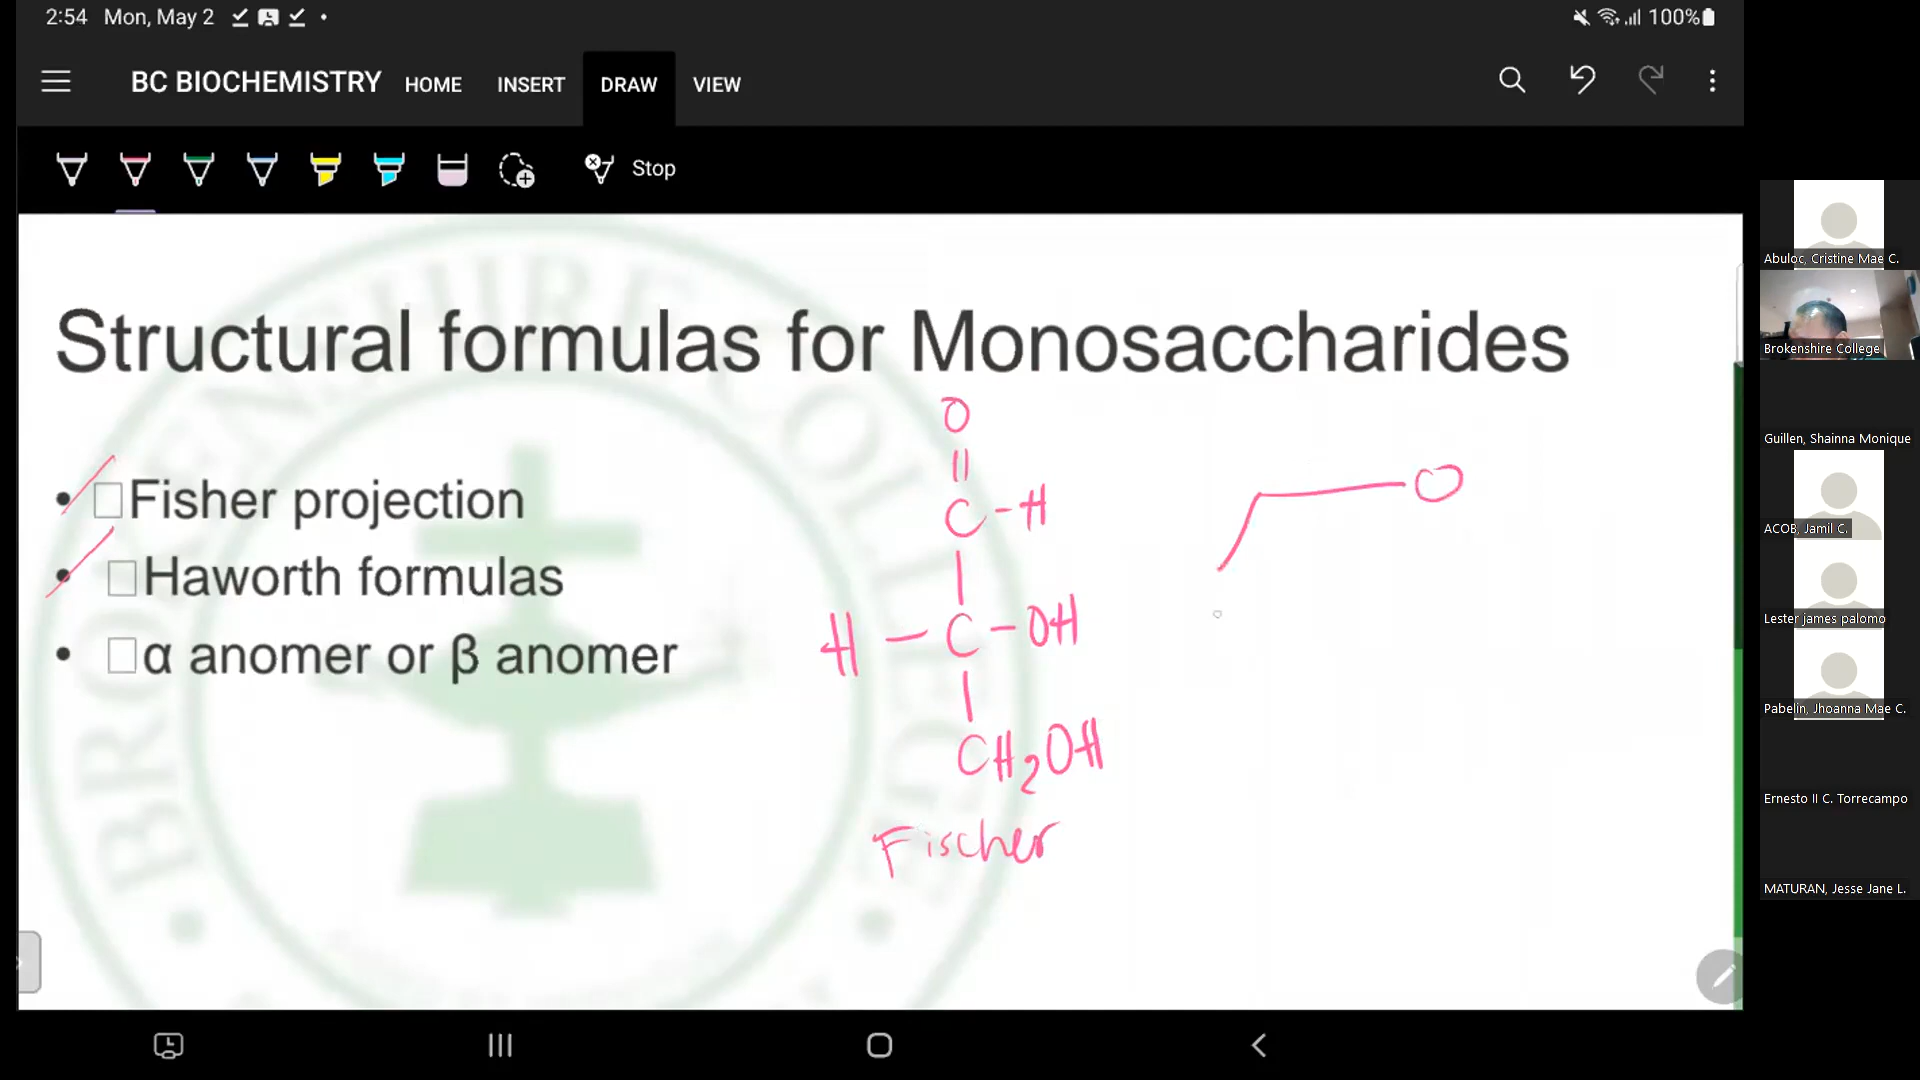 2:54 Mon, May 2
100%
BC BIOCHEMISTRY HOME INSERT DRAW VIEW
Stop
Structural formulas for Monosaccharides
• Fisher projection
• Haworth formulas
• α anomer or β anomer
O
C-H
H-C-OH
CH2OH
Fischer
O
BROKENSHIRE COLLEGE
Abuloc, Cristine Mae C.
Brokenshire College
Guillen, Shainna Monique
ACOB, Jamil C.
Lester james palomo
Pabelin, Jhoanna Mae C.
Ernesto II C. Torrecampo
MATURAN, Jesse Jane L.